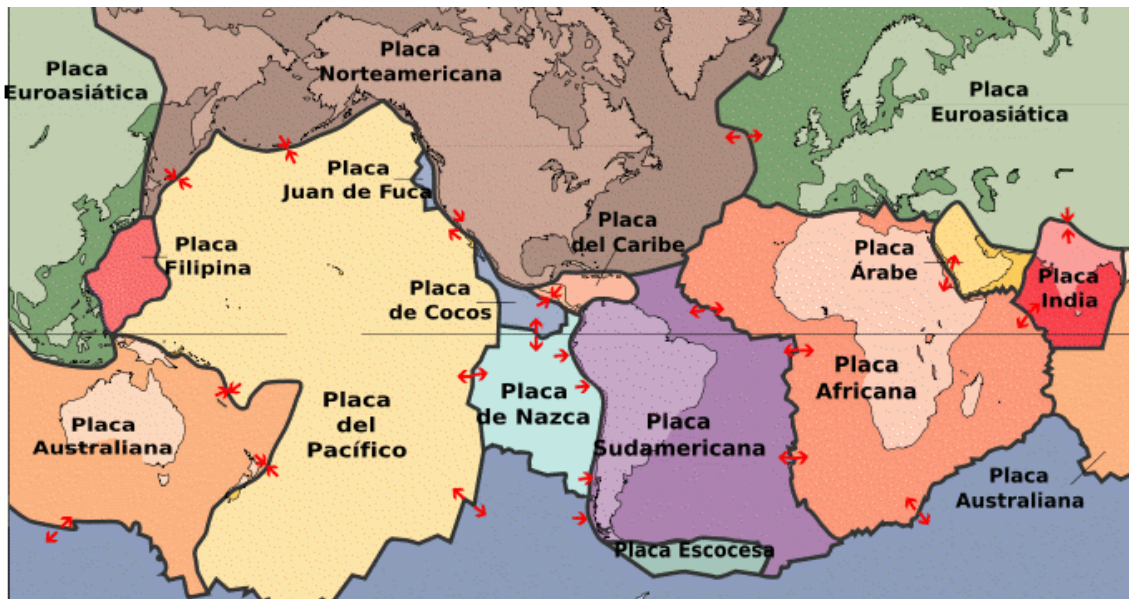 Placa
Norteamericana
Placa
Euroasiática
Placa
Euroasiática
Placa
Juan de Fuca
Placa
del Caribe
Placa
Filipina
Placa
Árabe
Placa
India
Placa
de Cocos
Placa
de Nazca
Placa
Africana
Placa
del
Pacífico
Placa
Australiana
Placa
Sudamericana
Placa
Australiana
Placa Escocesa